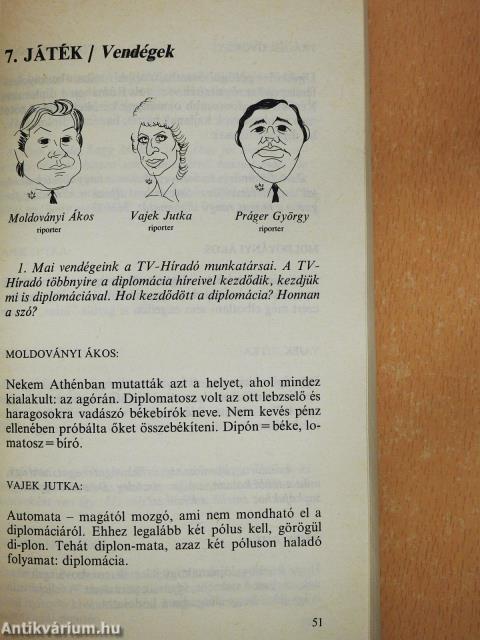 7. JÁTÉK / Vendégek
Moldoványi Ákos
riporter
Vajek Jutka
riporter
Práger György
riporter
1. Mai vendégeink a TV-Híradó munkatársai. A TV-
Híradó többnyire a diplomácia híreivel kezdődik, kezdjük
mi is diplomáciával. Hol kezdődött a diplomácia? Honnan
a szó?
MOLDOVÁNYI ÁKOS:
Nekem Athénban mutatták azt a helyet, ahol mindez
kialakult: az agórán. Diplomatosz volt az ott lebzselő és
haragosokra vadászó békebírók neve. Nem kevés pénz
ellenében próbálta őket összebékíteni. Dipón=béke, lo-
matosz=bíró.
VAJEK JUTKA:
Automata – magától mozgó, ami nem mondható el a
diplomáciáról. Ehhez legalább két pólus kell, görögül
di-plon. Tehát diplon-mata, azaz két póluson haladó
folyamat: diplomácia.
51
Antikvárium.hu